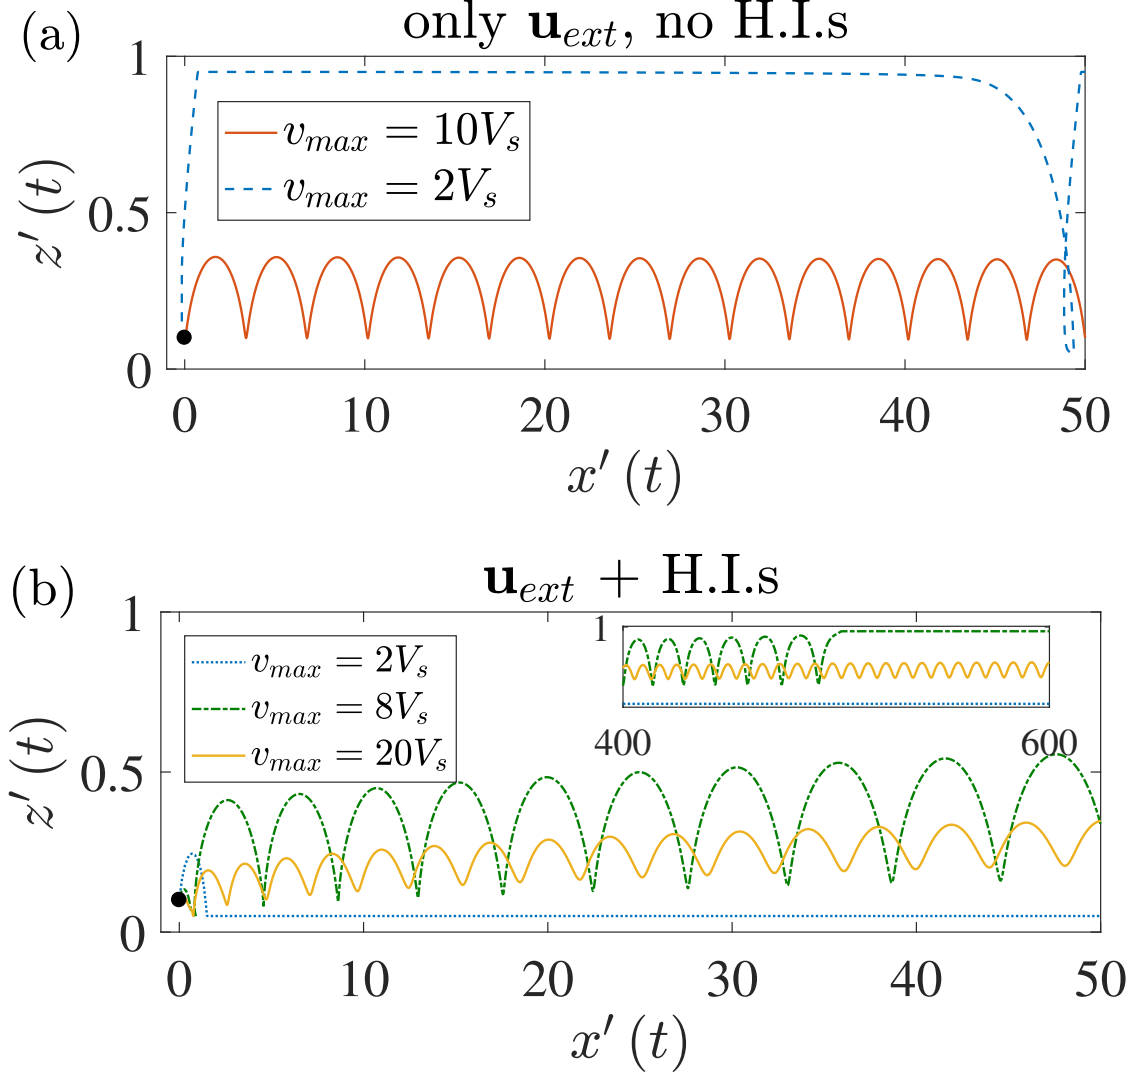 (a)
only u_ext, no H.I.s
1
0.5
0
z′ (t)
v_max = 10V_s
v_max = 2V_s
0 10 20 30 40 50
x′ (t)
(b)
u_ext + H.I.s
1
0.5
0
z′ (t)
v_max = 2V_s
v_max = 8V_s
v_max = 20V_s
1
400 600
0 10 20 30 40 50
x′ (t)